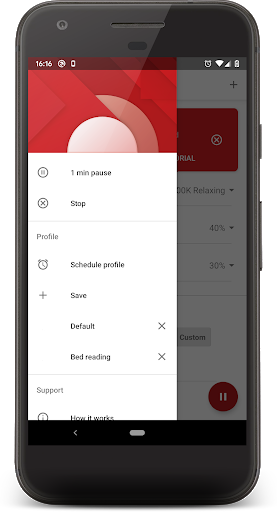 16:16
1 min pause
Stop
RIAL
Profile
00K Relaxing
Schedule profile
40%
Save
30%
Default
Custom
Bed reading
Support
How it works